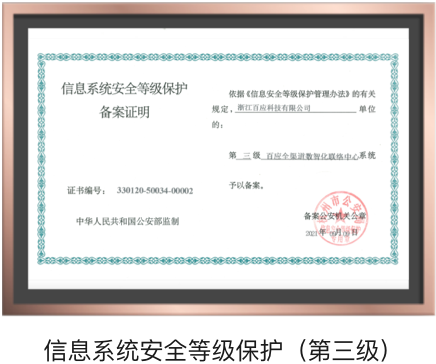 信息系统安全等级保护
备案证明
证书编号： 330120-50034-00002
中华人民共和国公安部监制
依据《信息安全等级保护管理办法》的有关
规定，浙江百应科技有限公司 单位
的：
第 三 级 百应全渠道数智化联络中心系统
予以备案。
备案公安机关公章
2021年 09月 日
信息系统安全等级保护（第三级）